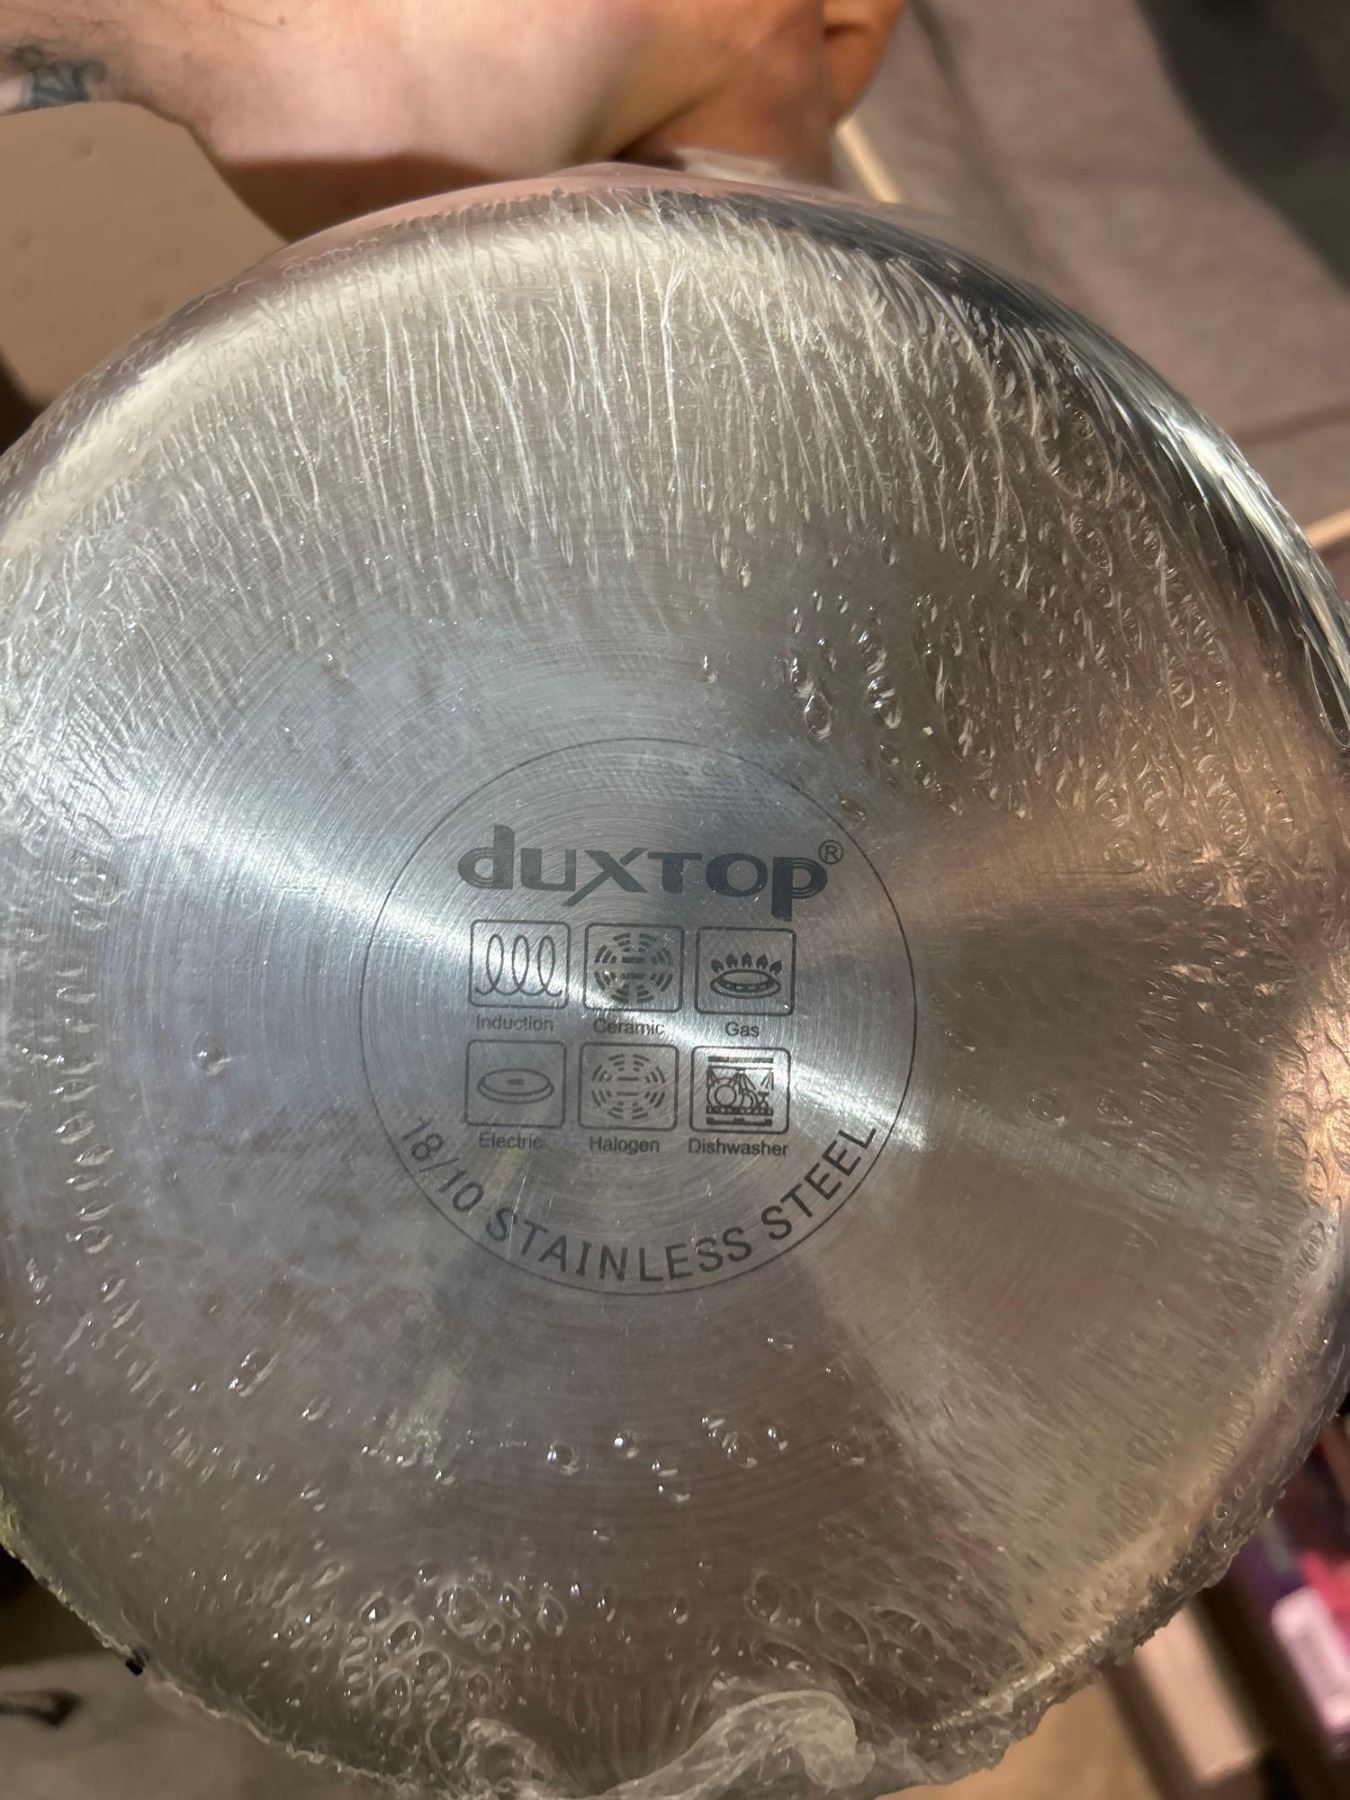 duxtop®
Induction Ceramic Gas
Electric Halogen Dishwasher
18/10 STAINLESS STEEL